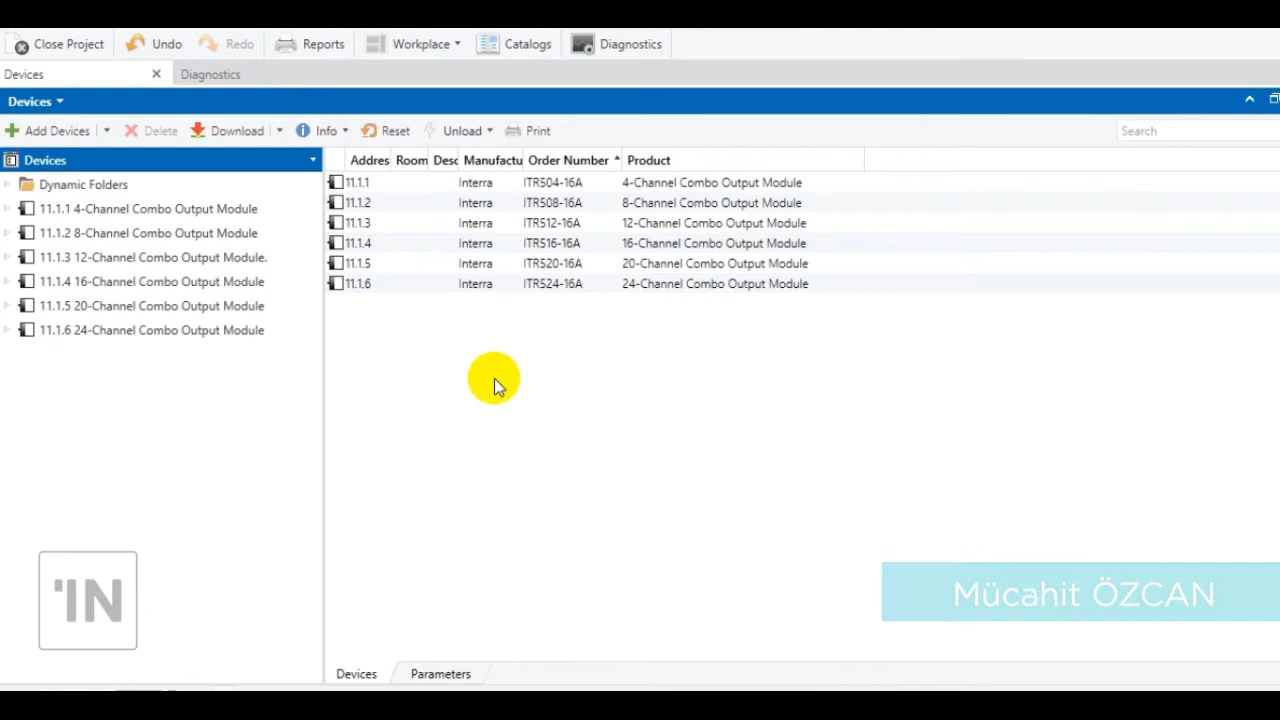 Close Project Undo Redo Reports Workplace Catalogs Diagnostics
Devices Diagnostics
Devices
Add Devices Delete Download Info Reset Unload Print Search
Devices
Dynamic Folders
11.1.1 4-Channel Combo Output Module
11.1.2 8-Channel Combo Output Module
11.1.3 12-Channel Combo Output Module.
11.1.4 16-Channel Combo Output Module
11.1.5 20-Channel Combo Output Module
11.1.6 24-Channel Combo Output Module
Addres Room Desc Manufactu Order Number Product
11.1.1 Interra ITR504-16A 4-Channel Combo Output Module
11.1.2 Interra ITR508-16A 8-Channel Combo Output Module
11.1.3 Interra ITR512-16A 12-Channel Combo Output Module
11.1.4 Interra ITR516-16A 16-Channel Combo Output Module
11.1.5 Interra ITR520-16A 20-Channel Combo Output Module
11.1.6 Interra ITR524-16A 24-Channel Combo Output Module
'IN
Mücahit ÖZCAN
Devices Parameters